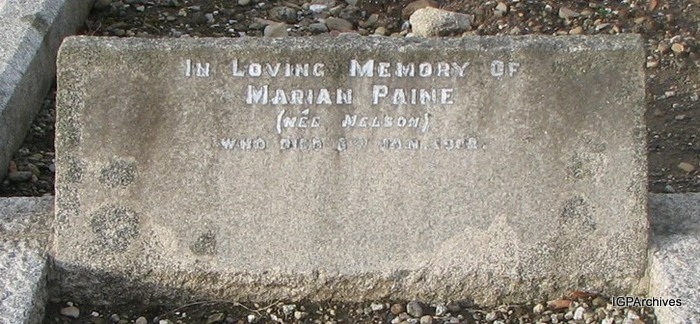 In Loving Memory Of
Marian Paine
(née Nelson)
who died Jan.
IGPArchives